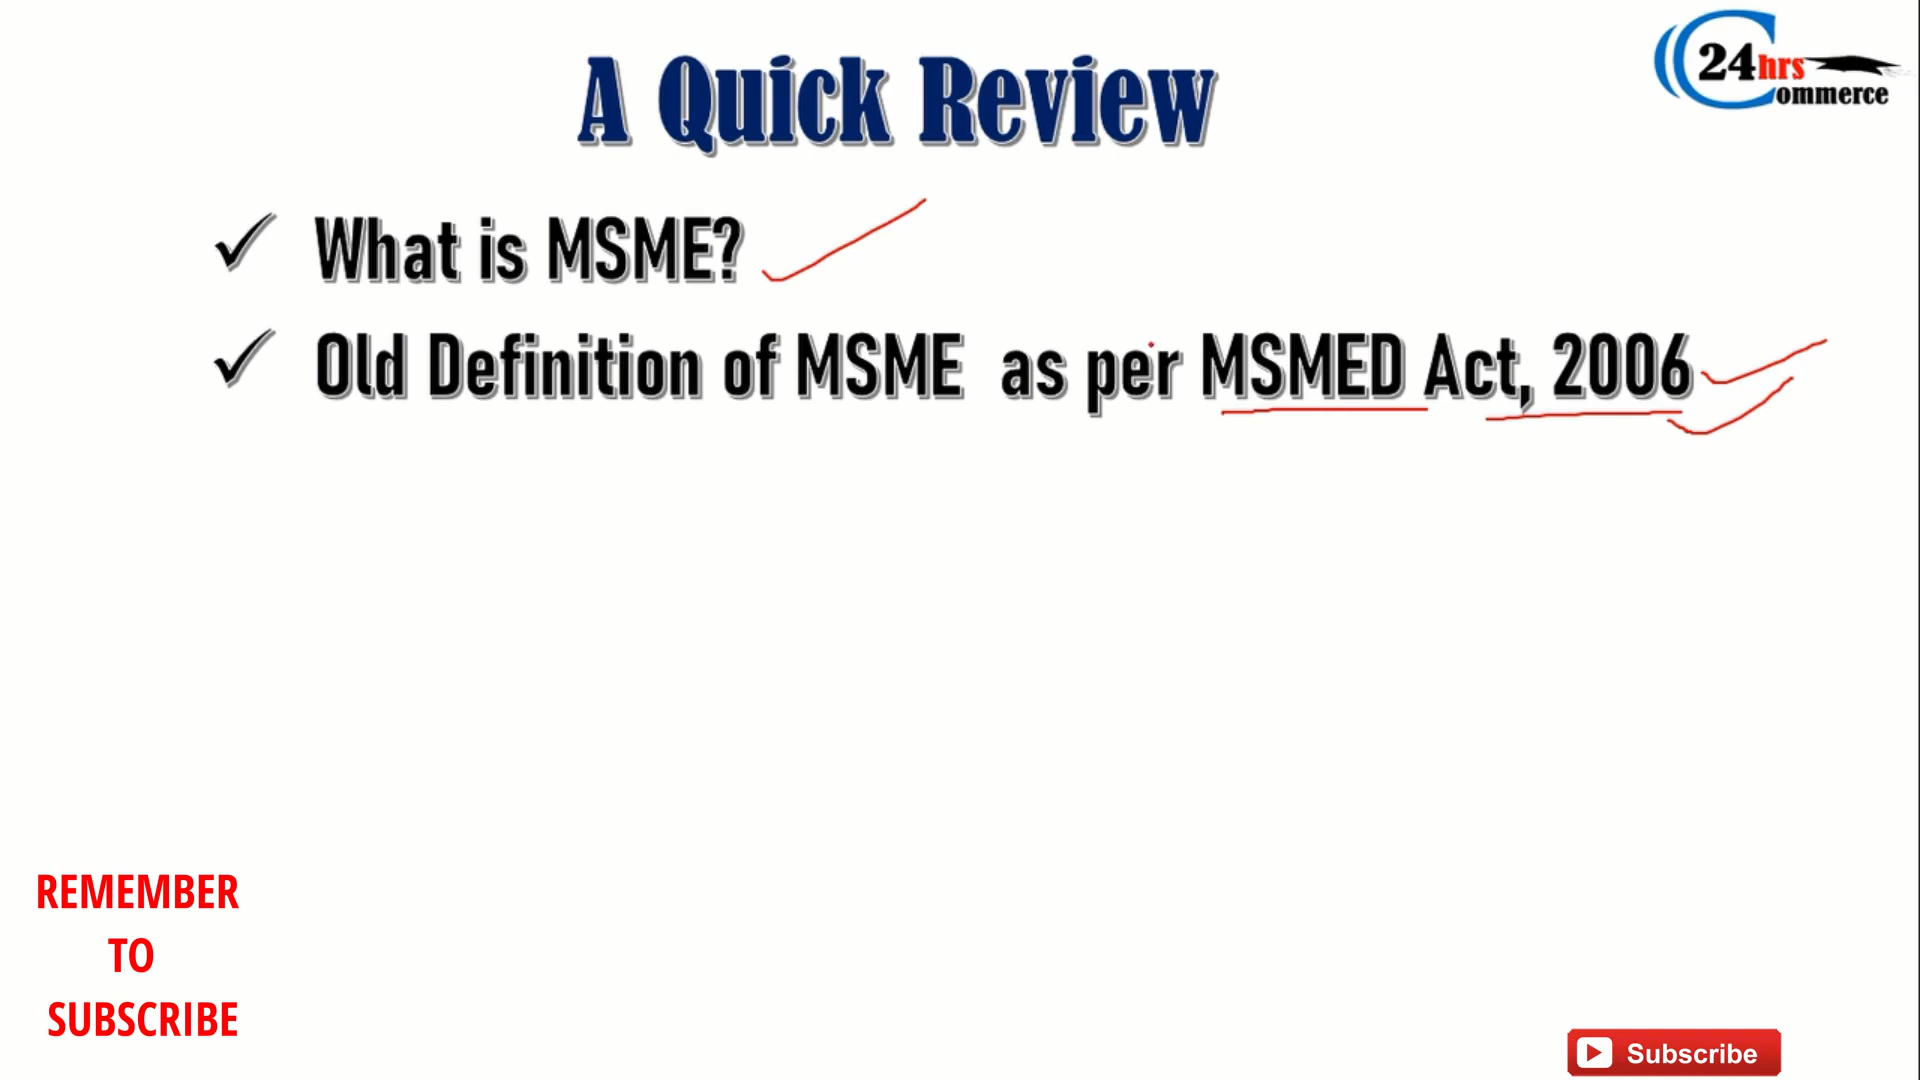 A Quick Review
24hrs
Commerce
What is MSME?
Old Definition of MSME as per MSMED Act, 2006
REMEMBER
TO
SUBSCRIBE
Subscribe